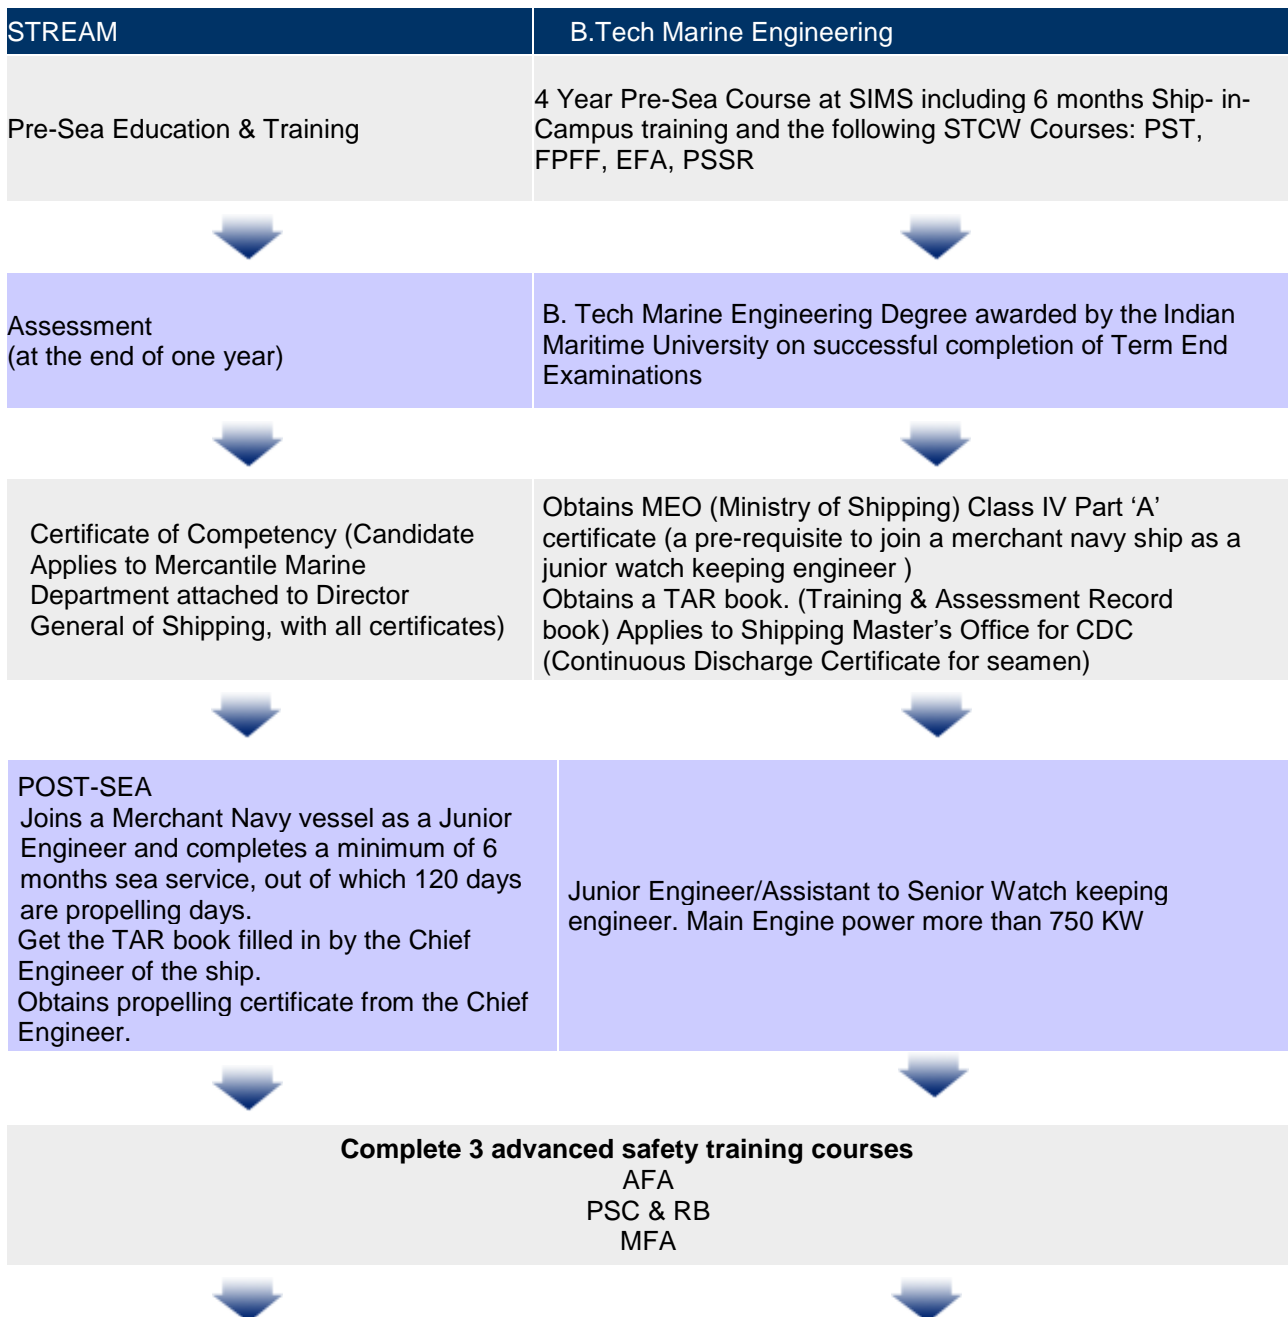 STREAM
B.Tech Marine Engineering
Pre-Sea Education & Training
4 Year Pre-Sea Course at SIMS including 6 months Ship- in-
Campus training and the following STCW Courses: PST,
FPFF, EFA, PSSR
Assessment
(at the end of one year)
B. Tech Marine Engineering Degree awarded by the Indian
Maritime University on successful completion of Term End
Examinations
Certificate of Competency (Candidate
Applies to Mercantile Marine
Department attached to Director
General of Shipping, with all certificates)
Obtains MEO (Ministry of Shipping) Class IV Part ‘A’
certificate (a pre-requisite to join a merchant navy ship as a
junior watch keeping engineer )
Obtains a TAR book. (Training & Assessment Record
book) Applies to Shipping Master’s Office for CDC
(Continuous Discharge Certificate for seamen)
POST-SEA
Joins a Merchant Navy vessel as a Junior
Engineer and completes a minimum of 6
months sea service, out of which 120 days
are propelling days.
Get the TAR book filled in by the Chief
Engineer of the ship.
Obtains propelling certificate from the Chief
Engineer.
Junior Engineer/Assistant to Senior Watch keeping
engineer. Main Engine power more than 750 KW
Complete 3 advanced safety training courses
AFA
PSC & RB
MFA